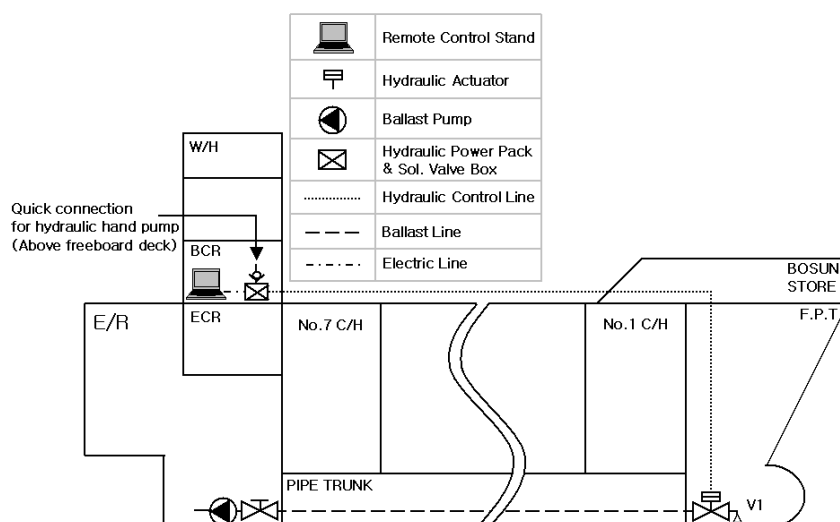 Remote Control Stand
Hydraulic Actuator
Ballast Pump
Hydraulic Power Pack
& Sol. Valve Box
Hydraulic Control Line
Ballast Line
Electric Line
W/H
Quick connection
for hydraulic hand pump
(Above freeboard deck)
BCR
BOSUN
STORE
E/R
ECR
No.7 C/H
No.1 C/H
F.P.T
PIPE TRUNK
V1